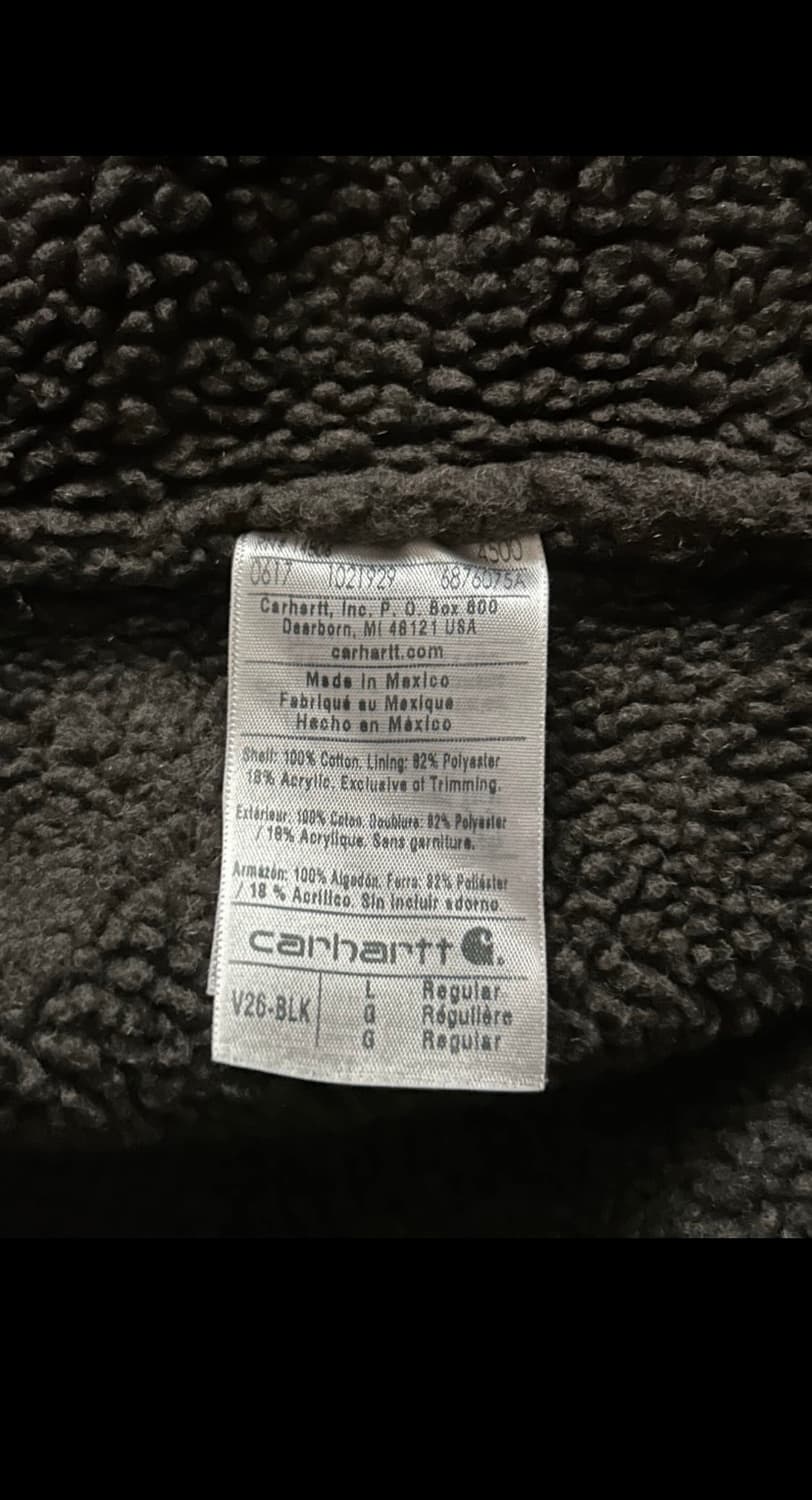 4500
0617 1021929 6876075A
Carhartt, Inc. P. O. Box 600
Dearborn, MI 48121 USA
carhartt.com
Made in Mexico
Fabriqué au Mexique
Hecho en México
Shell: 100% Cotton. Lining: 82% Polyester
18% Acrylic. Exclusive of Trimming.
Extérieur: 100% Coton. Doublure: 82% Polyester
/ 18% Acrylique. Sans garniture.
Armazón: 100% Algodón. Forro: 82% Poliéster
/ 18 % Acrílico. Sin incluir adorno.
carhartt
V26-BLK
L Regular
G Régulière
G Regular